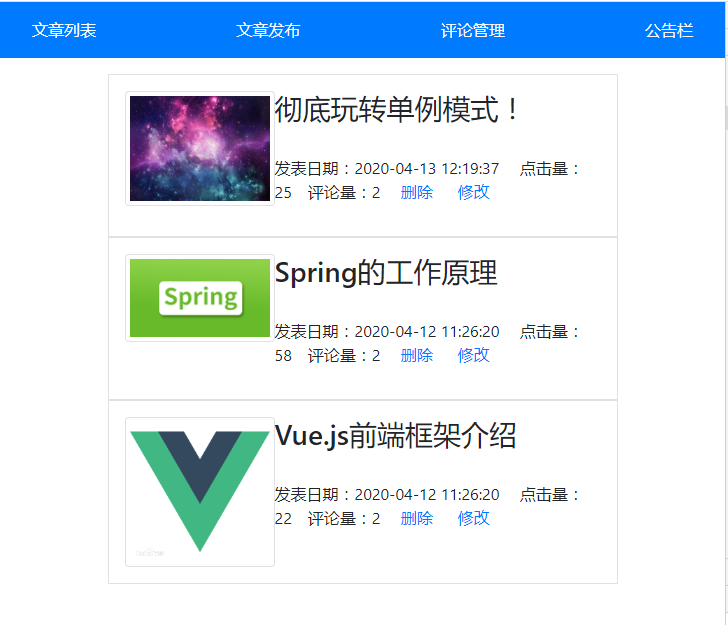 文章列表 文章发布 评论管理 公告栏
彻底玩转单例模式！
发表日期：2020-04-13 12:19:37 点击量：
25 评论量：2 删除 修改
Spring
Spring的工作原理
发表日期：2020-04-12 11:26:20 点击量：
58 评论量：2 删除 修改
Vue.js前端框架介绍
发表日期：2020-04-12 11:26:20 点击量：
22 评论量：2 删除 修改